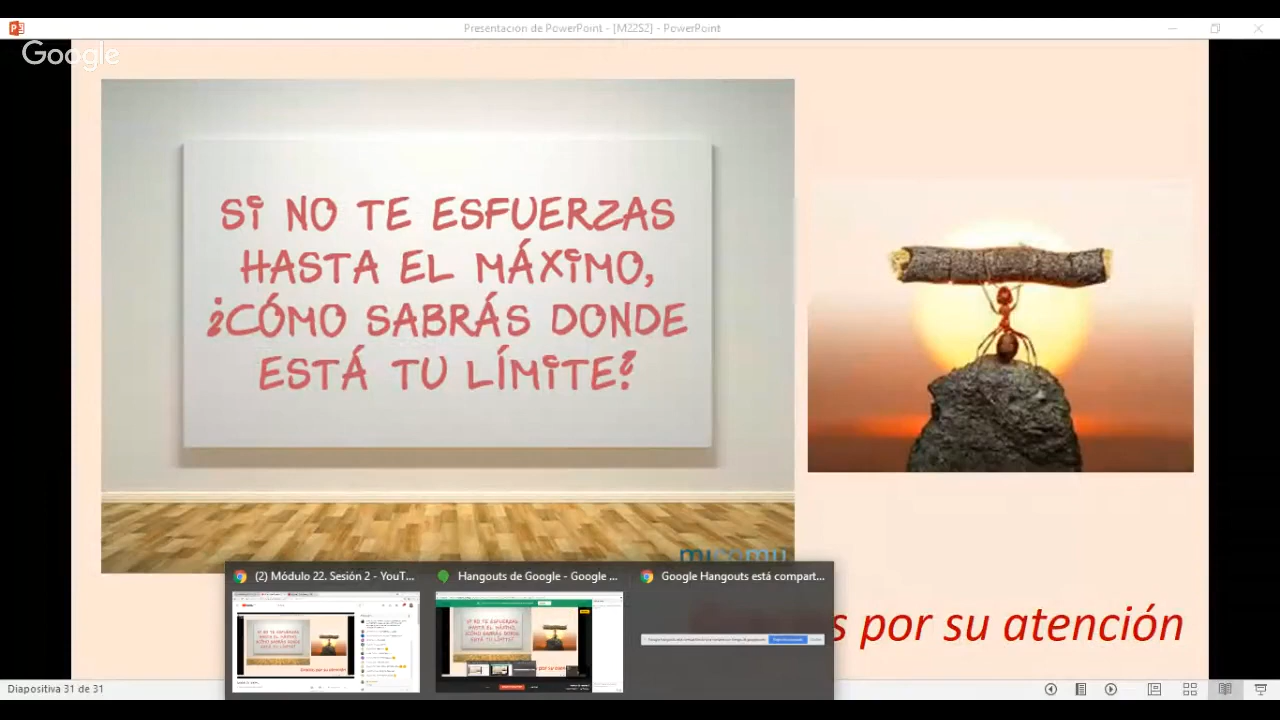 Presentación de PowerPoint - [M22S2] - PowerPoint
Google
Si NO TE ESFUERZAS
HASTA EL MÁXiMO,
¿CÓMO SABRÁS DONDE
ESTÁ TU LÍMiTE?
(2) Módulo 22. Sesión 2 - YouT...
Hangouts de Google - Google ...
Google Hangouts está compart...
s por su atención
Diapositiva 31 de 31